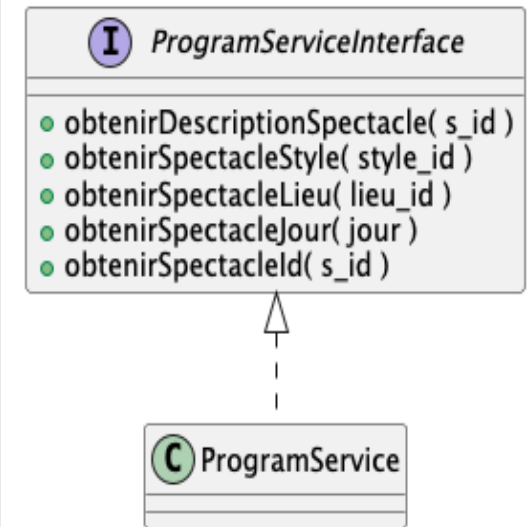 I ProgramServiceInterface
obtenirDescriptionSpectacle( s_id )
obtenirSpectacleStyle( style_id )
obtenirSpectacleLieu( lieu_id )
obtenirSpectacleJour( jour )
obtenirSpectacleId( s_id )
C ProgramService